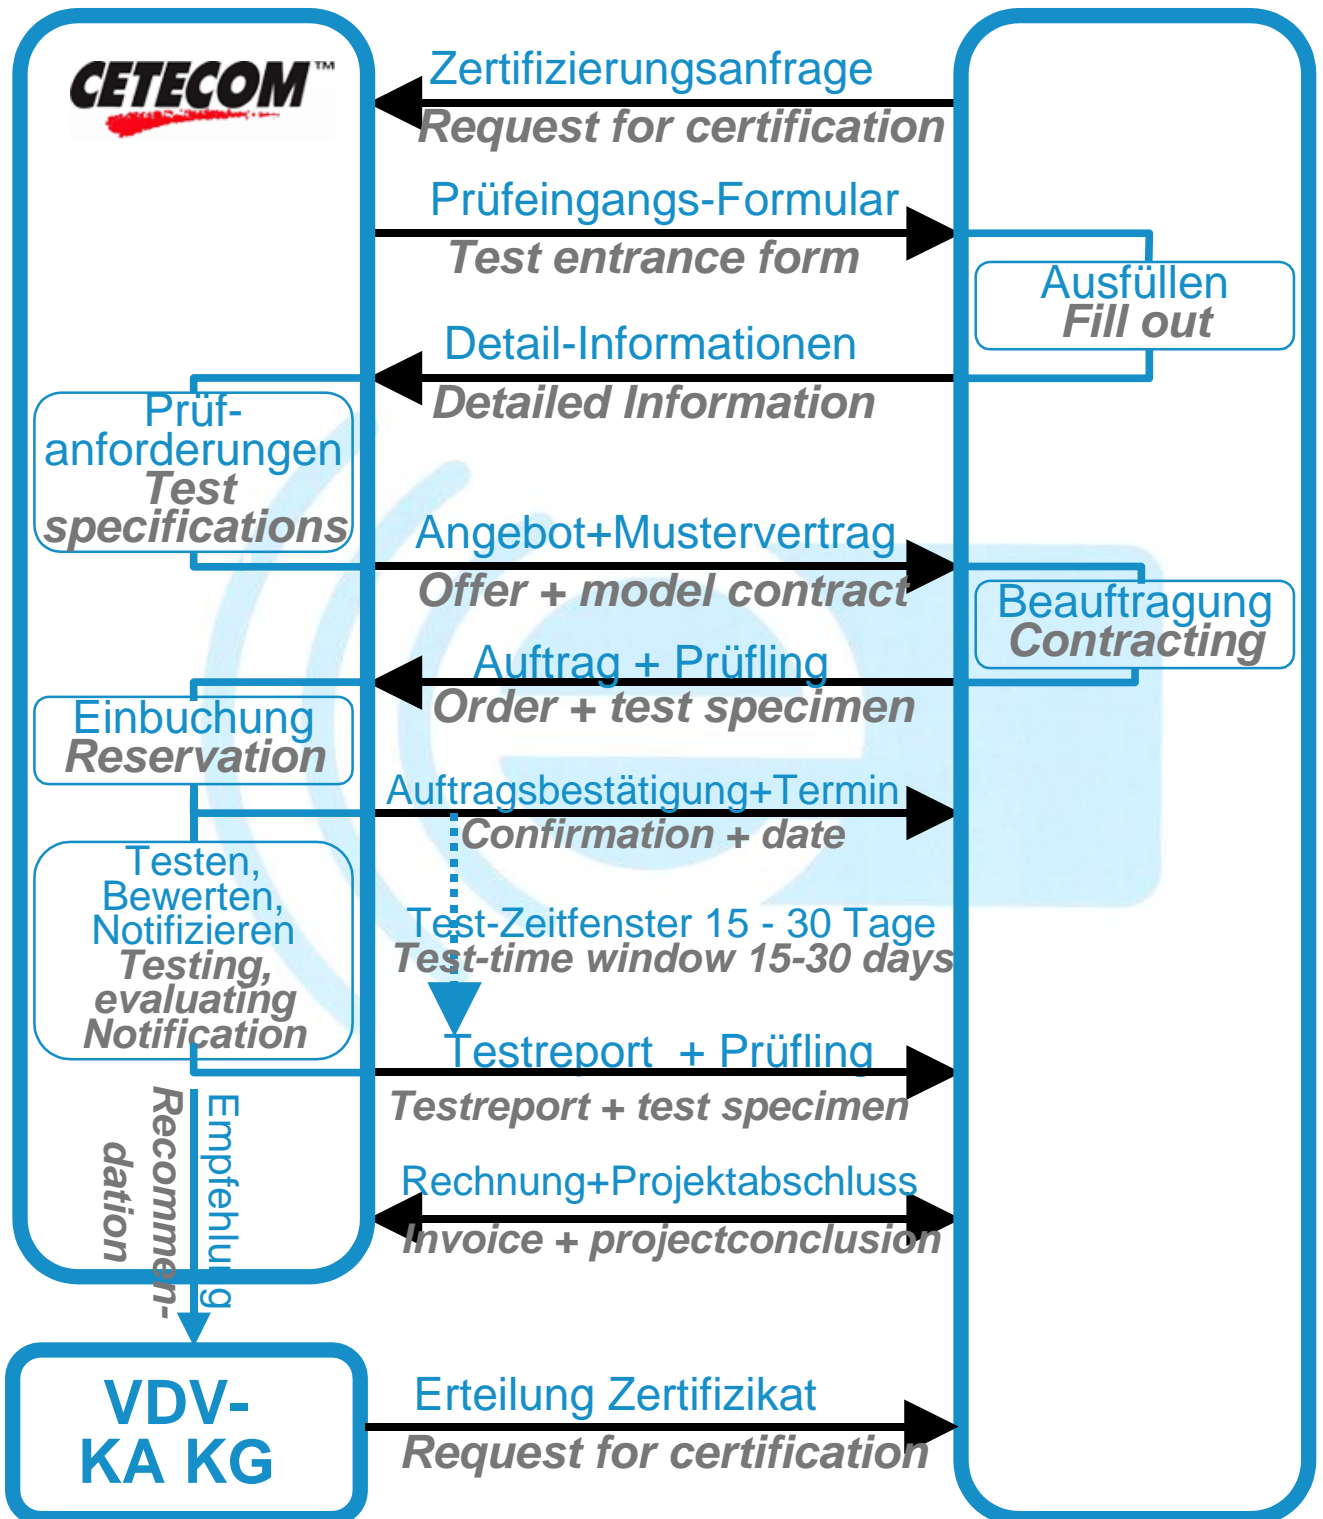 CETECOM™
Zertifizierungsanfrage
Request for certification
Prüfeingangs-Formular
Test entrance form
Ausfüllen
Fill out
Detail-Informationen
Detailed Information
Prüf-
anforderungen
Test
specifications
Angebot+Mustervertrag
Offer + model contract
Beauftragung
Contracting
Auftrag + Prüfling
Order + test specimen
Einbuchung
Reservation
Auftragsbestätigung+Termin
Confirmation + date
Testen,
Bewerten,
Notifizieren
Testing,
evaluating
Notification
Test-Zeitfenster 15 - 30 Tage
Test-time window 15-30 days
Testreport + Prüfling
Testreport + test specimen
Empfehlung
Recommen-
dation
Rechnung+Projektabschluss
Invoice + projectconclusion
VDV-
KA KG
Erteilung Zertifizikat
Request for certification